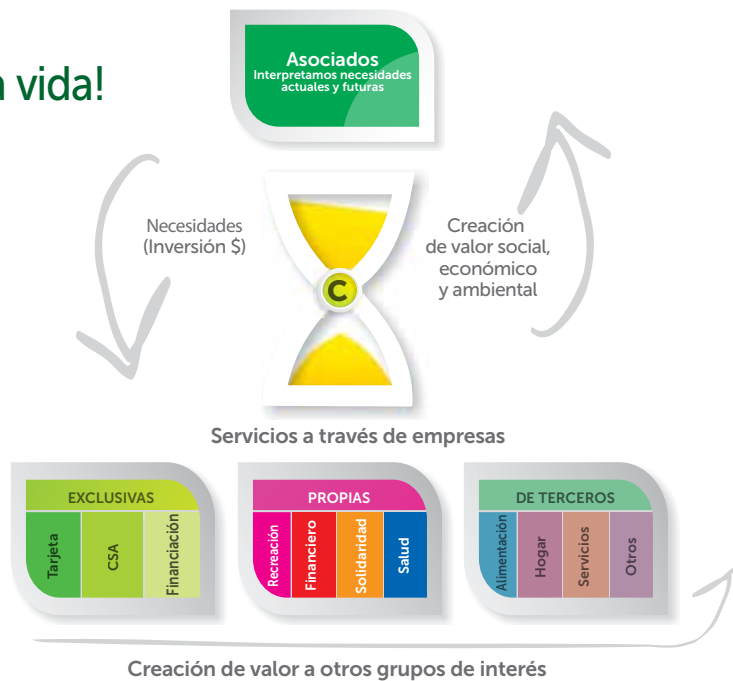 vida!
Asociados
Interpretamos necesidades
actuales y futuras
Necesidades
(Inversión $)
Creación
de valor social,
económico
y ambiental
C
Servicios a través de empresas
EXCLUSIVAS
Tarjeta
CSA
Financiación
PROPIAS
Recreación
Financiero
Solidaridad
Salud
DE TERCEROS
Alimentación
Hogar
Servicios
Otros
Creación de valor a otros grupos de interés